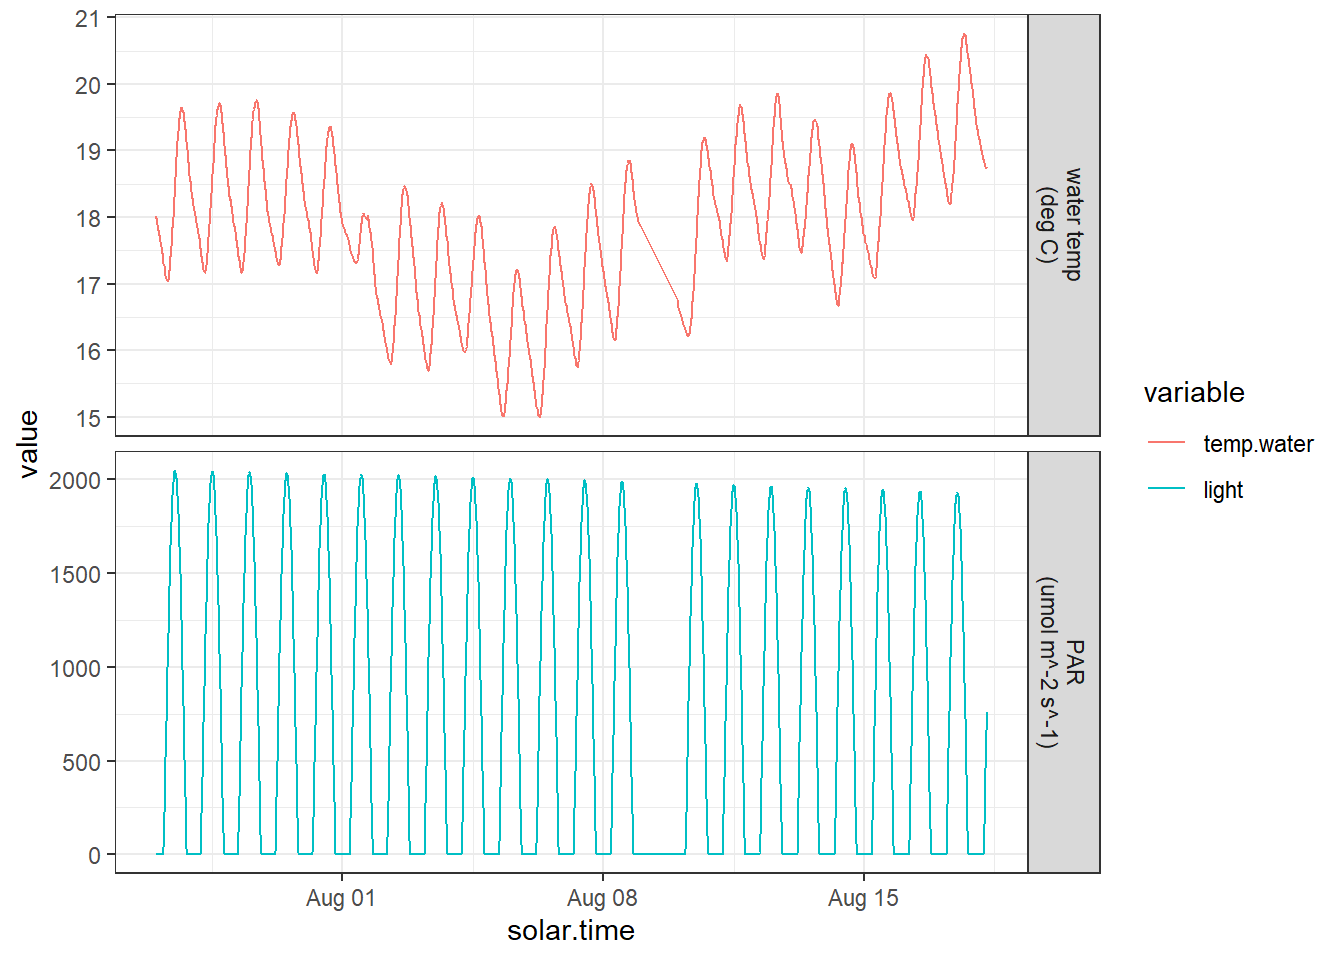 21
20
19
18
17
16
15
water temp
(deg C)
value
2000
1500
1000
500
0
PAR
(umol m^-2 s^-1)
Aug 01
Aug 08
Aug 15
solar.time
variable
temp.water
light